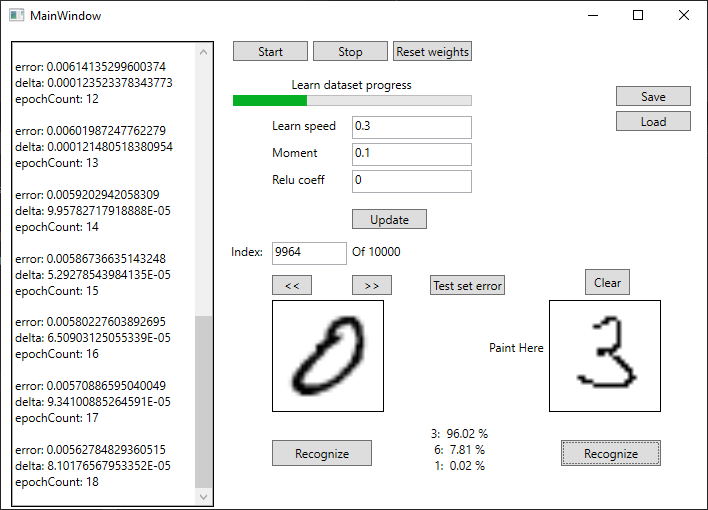 MainWindow
error: 0.00614135299600374
delta: 0.000123523378343773
epochCount: 12
error: 0.00601987247762279
delta: 0.000121480518380954
epochCount: 13
error: 0.0059202942058309
delta: 9.95782717918888E-05
epochCount: 14
error: 0.00586736635143248
delta: 5.29278543984135E-05
epochCount: 15
error: 0.00580227603892695
delta: 6.50903125055339E-05
epochCount: 16
error: 0.00570886595040049
delta: 9.34100885264591E-05
epochCount: 17
error: 0.00562784829360515
delta: 8.10176567953352E-05
epochCount: 18
Start Stop Reset weights
Learn dataset progress
Save
Load
Learn speed 0.3
Moment 0.1
Relu coeff 0
Update
Index: 9964 Of 10000
<< >> Test set error Clear
0
Paint Here
3
3: 96.02 %
6: 7.81 %
1: 0.02 %
Recognize
Recognize